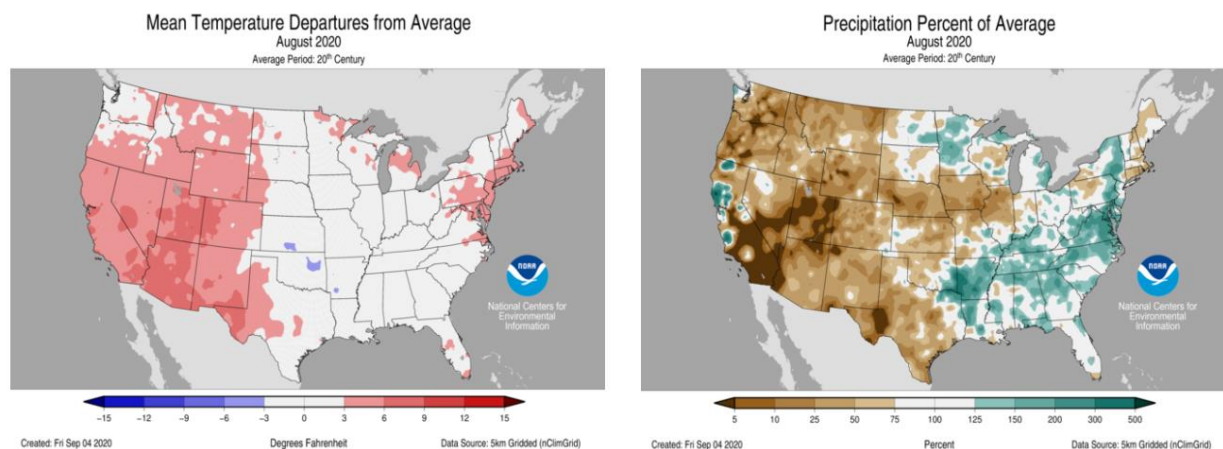 Mean Temperature Departures from Average
August 2020
Average Period: 20th Century
NOAA
National Centers for
Environmental
Information
-15 -12 -9 -6 -3 0 3 6 9 12 15
Created: Fri Sep 04 2020
Degrees Fahrenheit
Data Source: 5km Gridded (nClimGrid)
Precipitation Percent of Average
August 2020
Average Period: 20th Century
NOAA
National Centers for
Environmental
Information
5 10 25 50 75 100 125 150 200 300 500
Created: Fri Sep 04 2020
Percent
Data Source: 5km Gridded (nClimGrid)